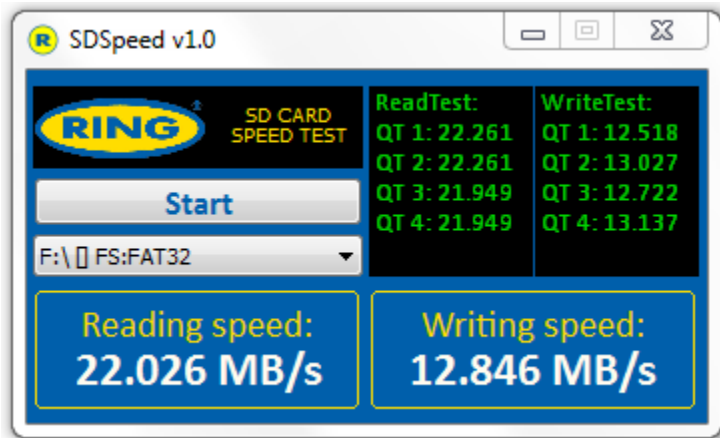 R SDSpeed v1.0
RING
SD CARD
SPEED TEST
Start
F:\ [] FS:FAT32
ReadTest:
QT 1: 22.261
QT 2: 22.261
QT 3: 21.949
QT 4: 21.949
WriteTest:
QT 1: 12.518
QT 2: 13.027
QT 3: 12.722
QT 4: 13.137
Reading speed:
22.026 MB/s
Writing speed:
12.846 MB/s